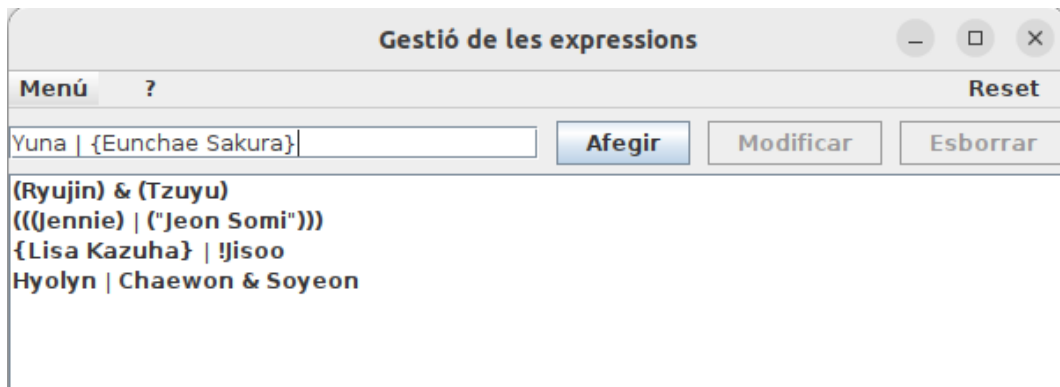 Gestió de les expressions
Menú ? Reset
Yuna | {Eunchae Sakura} Afegir Modificar Esborrar
(Ryujin) & (Tzuyu)
(((Jennie) | ("Jeon Somi")))
{Lisa Kazuha} | !Jisoo
Hyolyn | Chaewon & Soyeon